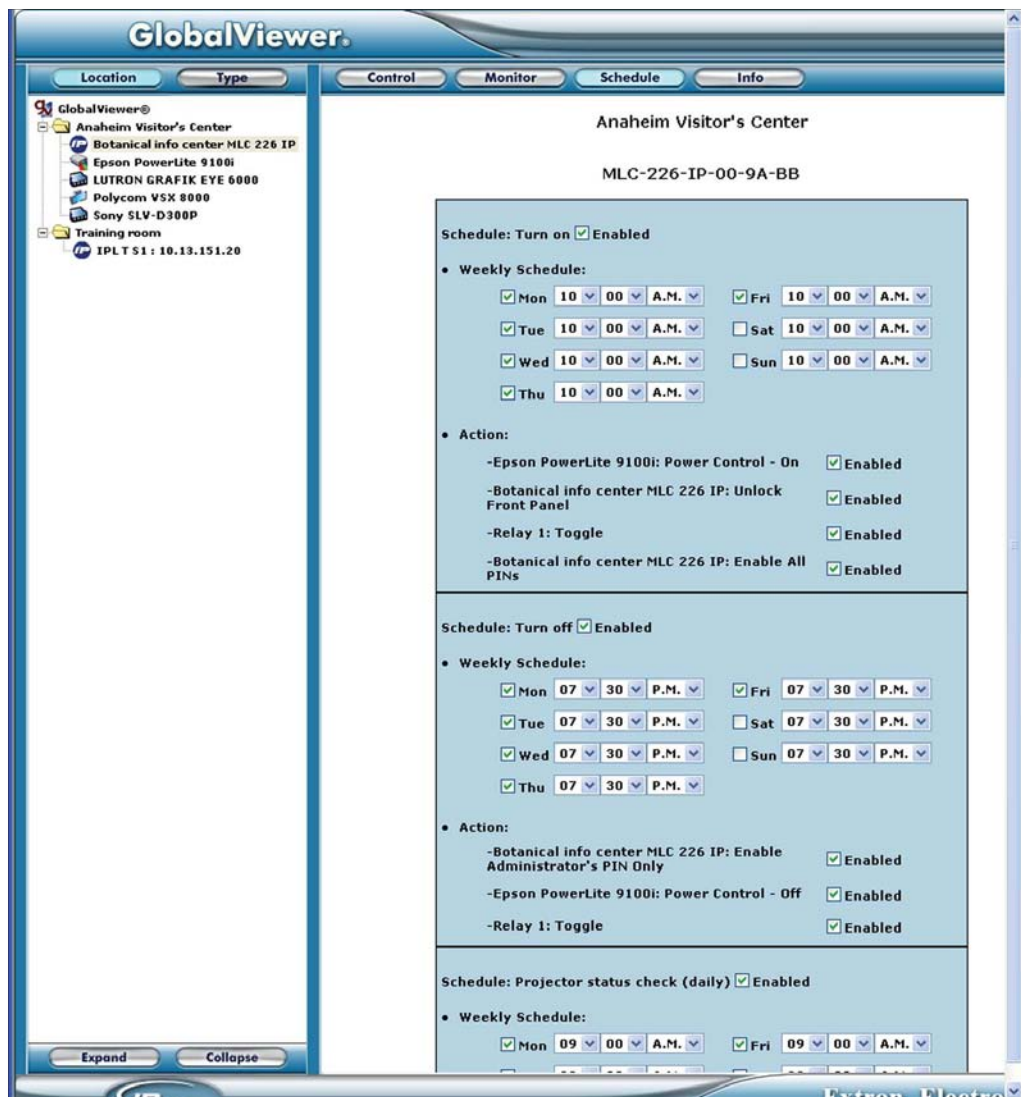 GlobalViewer®
Location Type
Control Monitor Schedule Info
GlobalViewer®
Anaheim Visitor's Center
Botanical info center MLC 226 IP
Epson PowerLite 9100i
LUTRON GRAFIK EYE 6000
Polycom VSX 8000
Sony SLV-D300P
Training room
IPL T S1 : 10.13.151.20
Expand Collapse
Anaheim Visitor's Center
MLC-226-IP-00-9A-BB
Schedule: Turn on Enabled
• Weekly Schedule:
Mon 10 00 A.M. Fri 10 00 A.M.
Tue 10 00 A.M. Sat 10 00 A.M.
Wed 10 00 A.M. Sun 10 00 A.M.
Thu 10 00 A.M.
• Action:
-Epson PowerLite 9100i: Power Control - On Enabled
-Botanical info center MLC 226 IP: Unlock
Front Panel Enabled
-Relay 1: Toggle Enabled
-Botanical info center MLC 226 IP: Enable All
PINs Enabled
Schedule: Turn off Enabled
• Weekly Schedule:
Mon 07 30 P.M. Fri 07 30 P.M.
Tue 07 30 P.M. Sat 07 30 P.M.
Wed 07 30 P.M. Sun 07 30 P.M.
Thu 07 30 P.M.
• Action:
-Botanical info center MLC 226 IP: Enable
Administrator's PIN Only Enabled
-Epson PowerLite 9100i: Power Control - Off Enabled
-Relay 1: Toggle Enabled
Schedule: Projector status check (daily) Enabled
• Weekly Schedule:
Mon 09 00 A.M. Fri 09 00 A.M.
Extron Electro